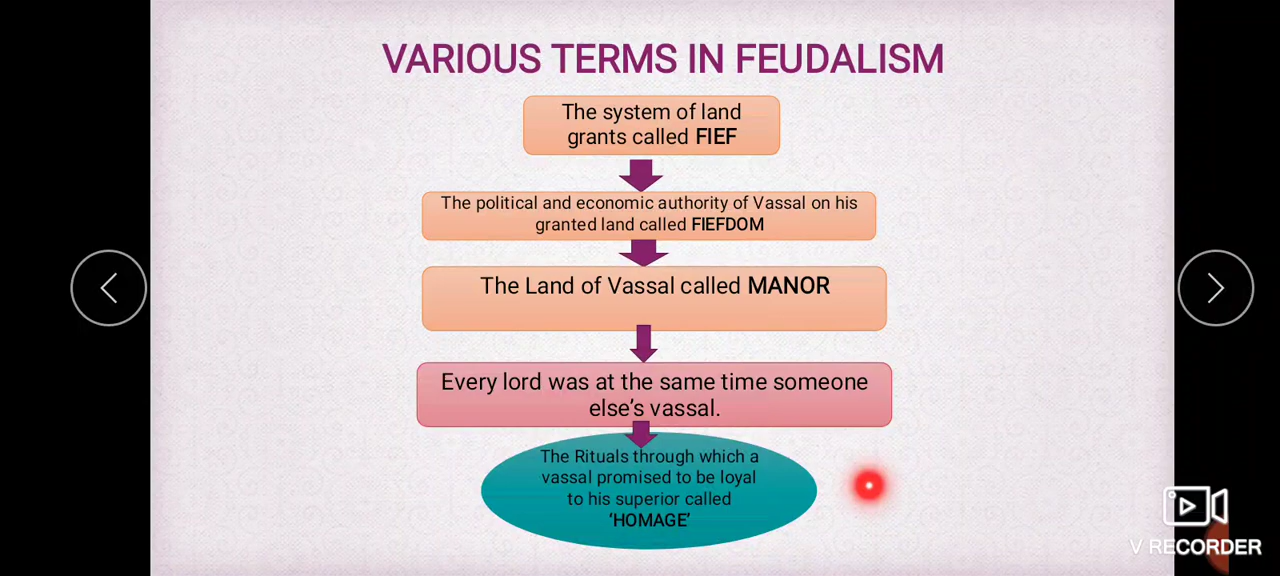 VARIOUS TERMS IN FEUDALISM
The system of land
grants called FIEF
The political and economic authority of Vassal on his
granted land called FIEFDOM
The Land of Vassal called MANOR
Every lord was at the same time someone
else's vassal.
The Rituals through which a
vassal promised to be loyal
to his superior called
‘HOMAGE’
V RECORDER